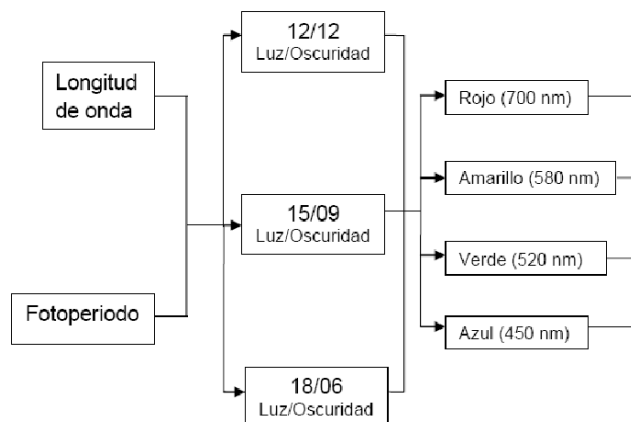 Longitud
de onda
Fotoperiodo
12/12
Luz/Oscuridad
15/09
Luz/Oscuridad
18/06
Luz/Oscuridad
Rojo (700 nm)
Amarillo (580 nm)
Verde (520 nm)
Azul (450 nm)